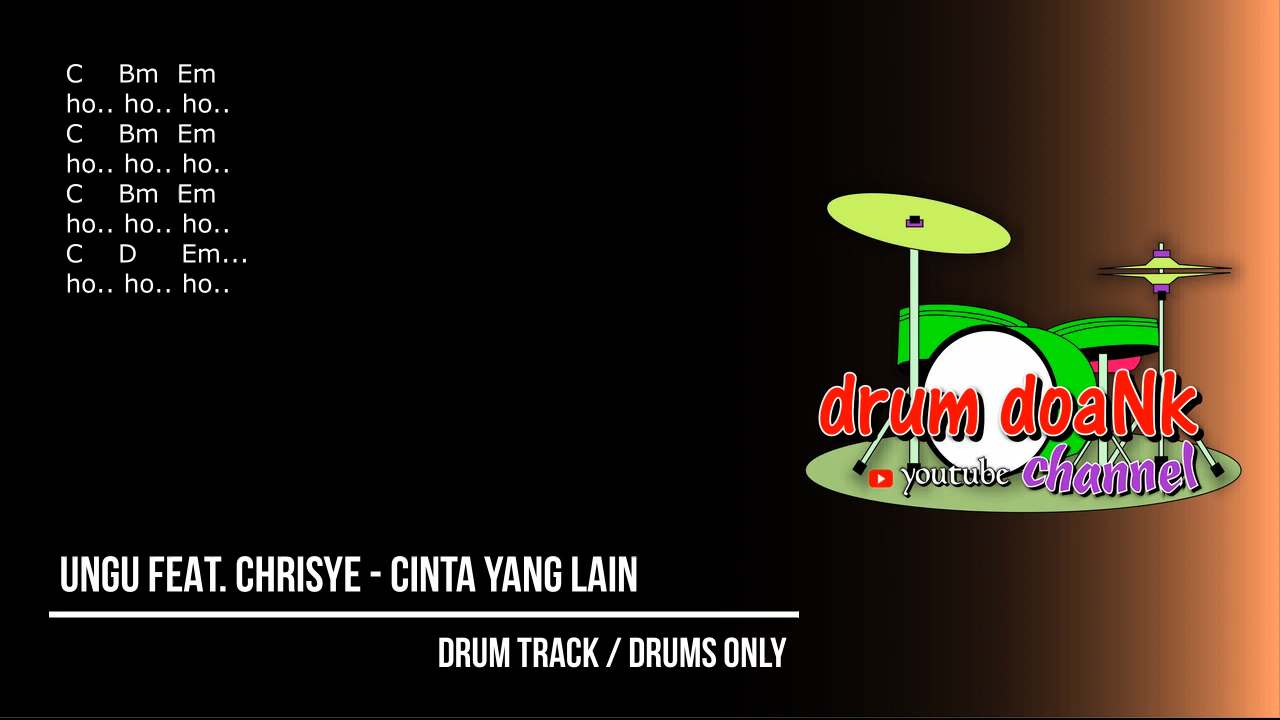 C Bm Em
ho.. ho.. ho..
C Bm Em
ho.. ho.. ho..
C Bm Em
ho.. ho.. ho..
C D Em...
ho.. ho.. ho..
drum doaNk
youtube channel
UNGU FEAT. CHRISYE - CINTA YANG LAIN
DRUM TRACK / DRUMS ONLY